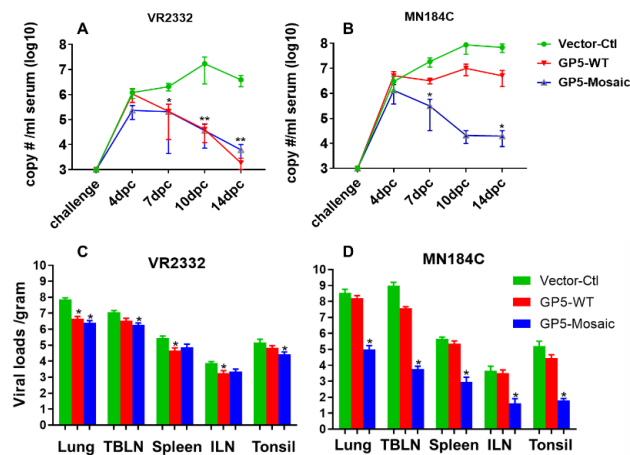 A
VR2332
copy # /ml serum (log10)
8
7
6
5
4
3
*
**
**
challenge
4dpc
7dpc
10dpc
14dpc
B
MN184C
copy #/ml serum (log10)
8
7
6
5
4
3
*
*
challenge
4dpc
7dpc
10dpc
14dpc
Vector-Ctl
GP5-WT
GP5-Mosaic
C
VR2332
Viral loads /gram
10
9
8
7
6
5
4
3
2
1
0
* *
*
*
*
*
Lung TBLN Spleen ILN Tonsil
D
MN184C
9
8
7
6
5
4
3
2
1
0
*
*
*
*
*
Lung TBLN Spleen ILN Tonsil
Vector-Ctl
GP5-WT
GP5-Mosaic